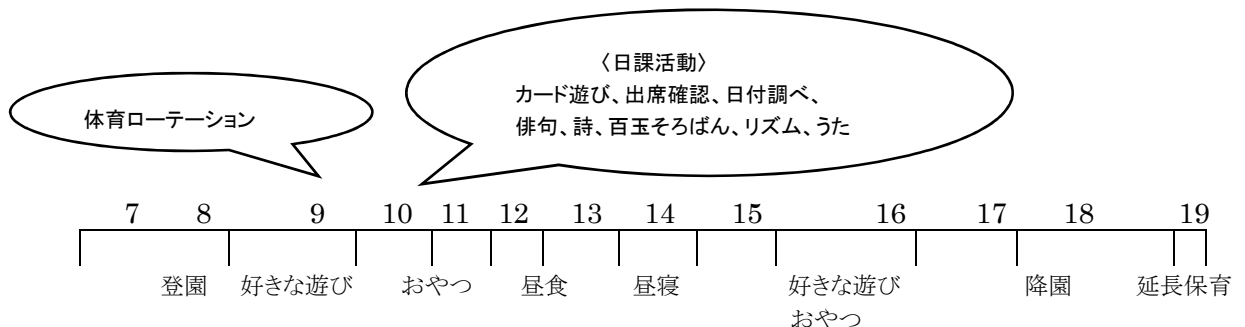 〈日課活動〉
カード遊び、出席確認、日付調べ、
俳句、詩、百玉そろばん、リズム、うた
体育ローテーション
7 8 9 10 11 12 13 14 15 16 17 18 19
登園 好きな遊び おやつ 昼食 昼寝 好きな遊び 降園 延長保育
おやつ